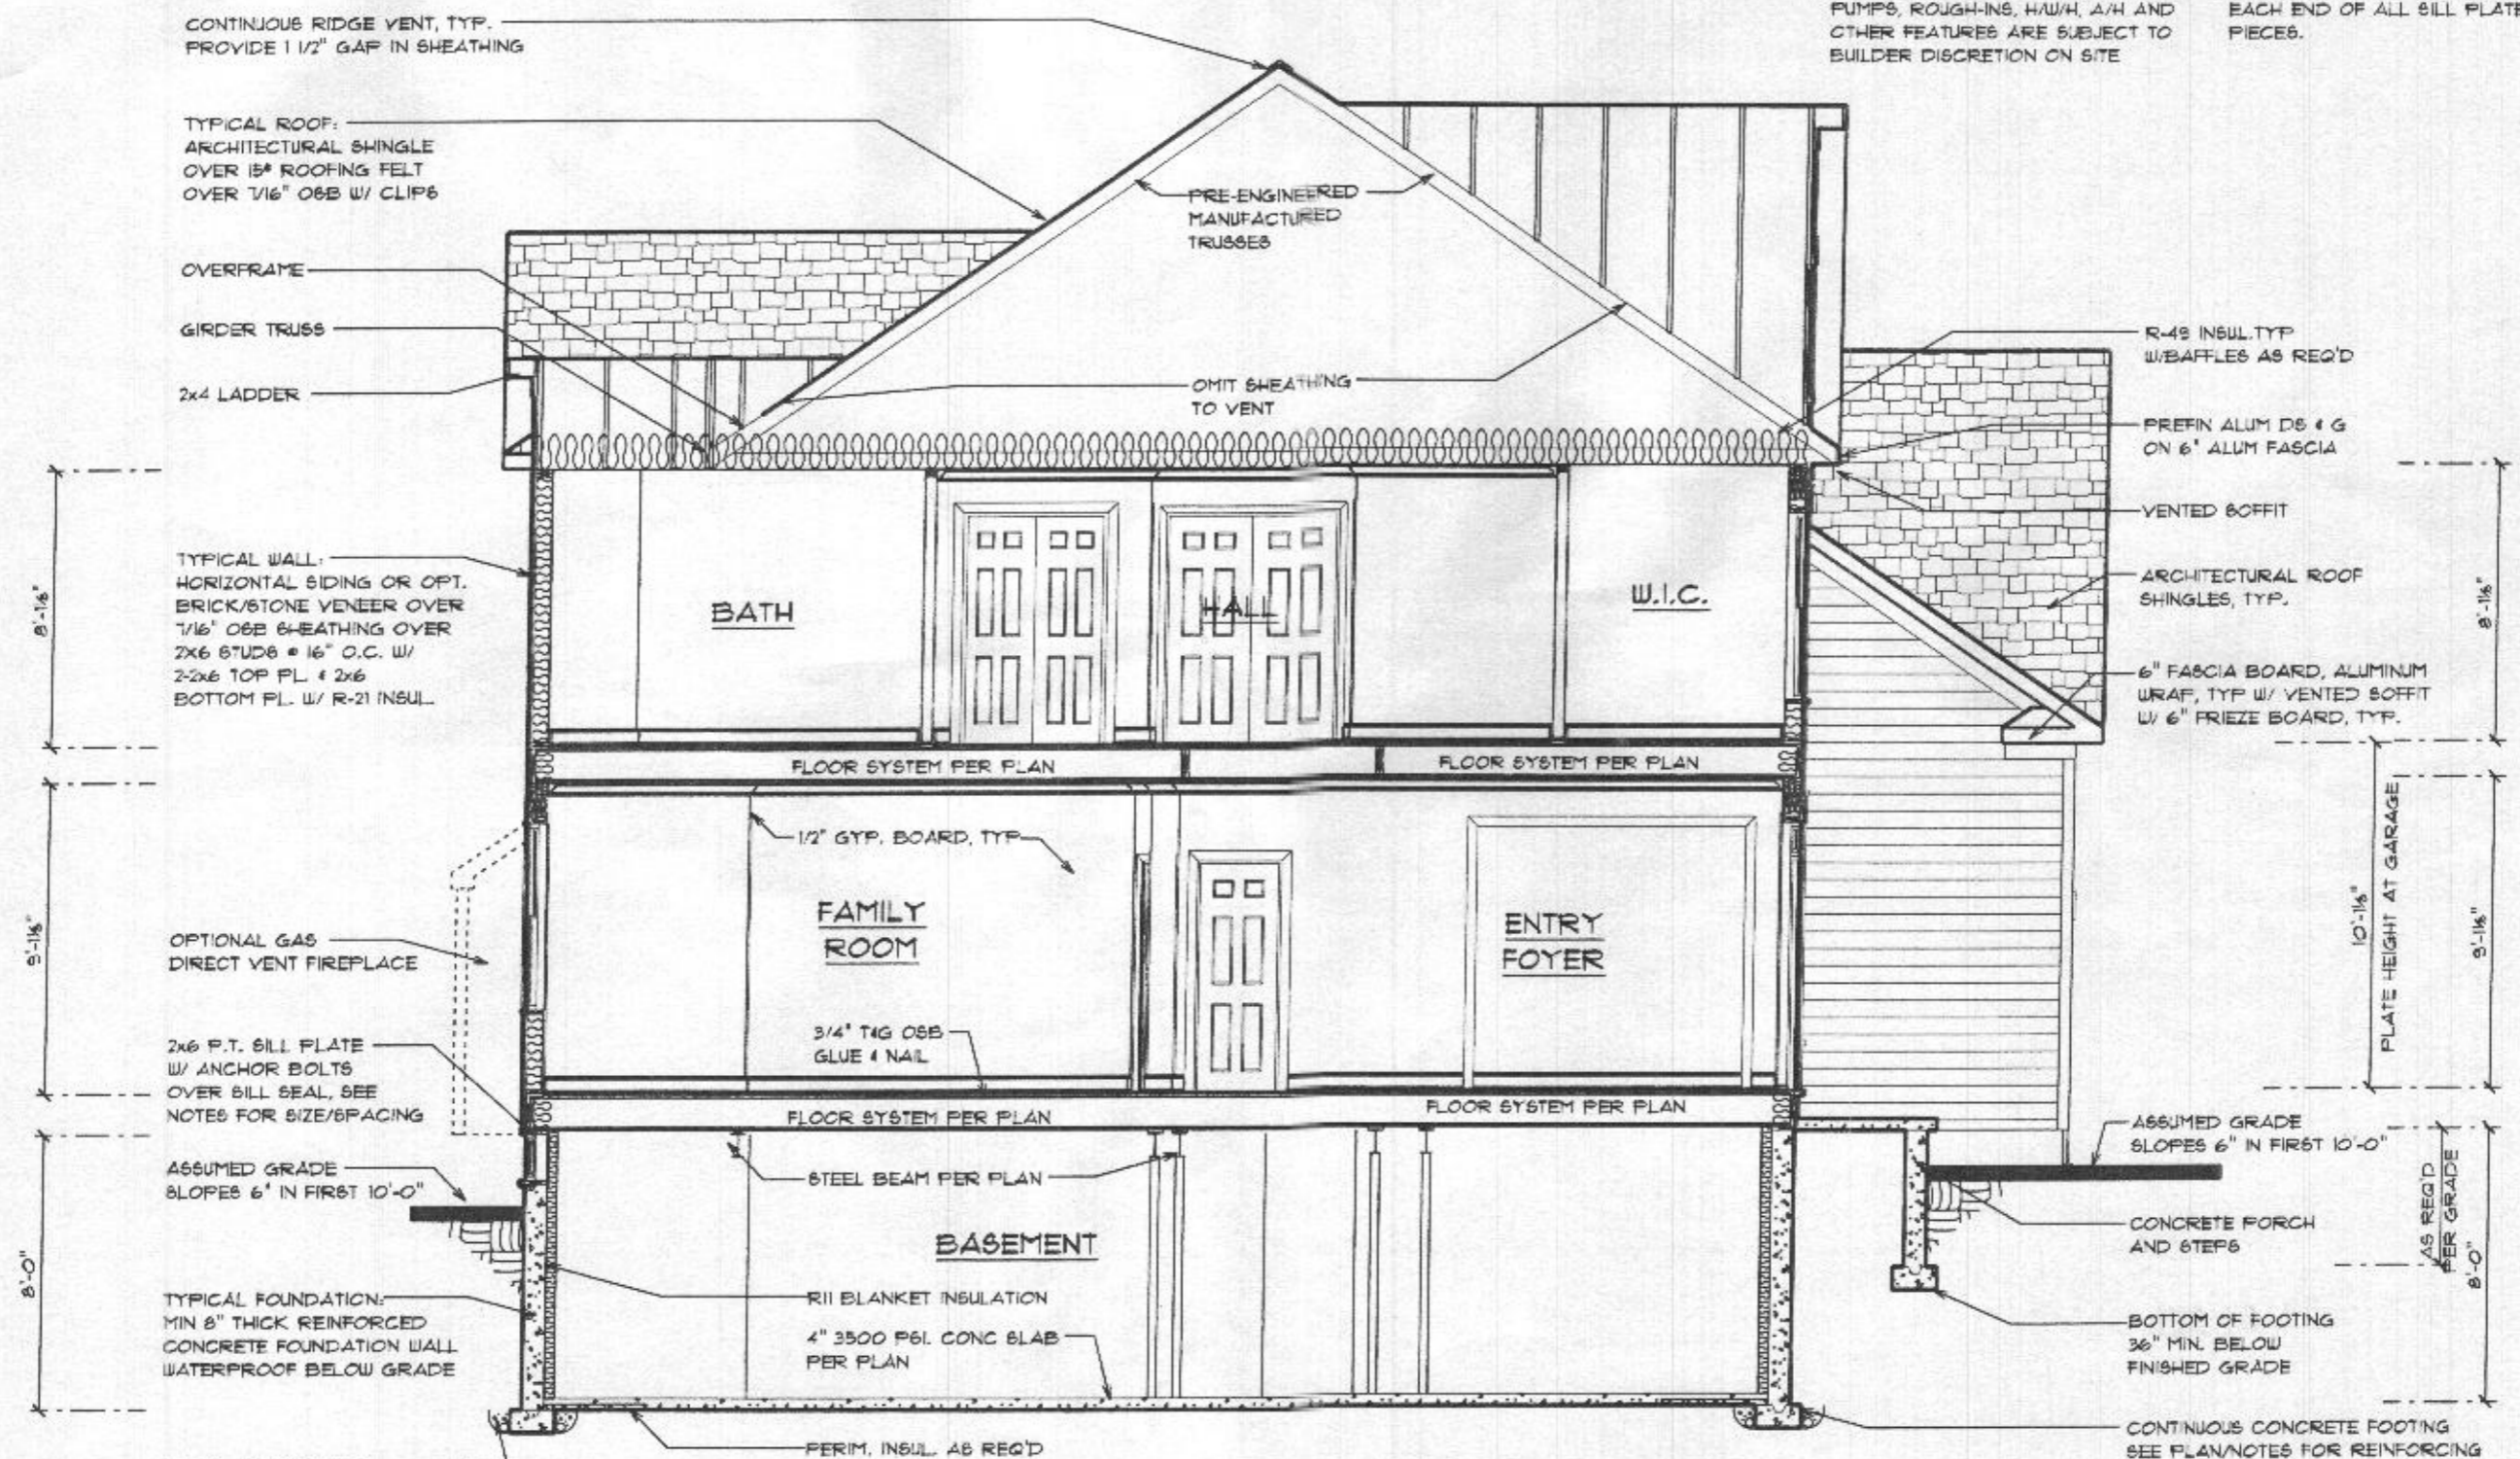 CONTINUOUS RIDGE VENT, TYP.
PROVIDE 1 1/2" GAP IN SHEATHING
PUMPS, ROUGH-INS, H/W/H, A/H AND
OTHER FEATURES ARE SUBJECT TO
BUILDER DISCRETION ON SITE
EACH END OF ALL SILL PLATE
PIECES.
TYPICAL ROOF:
ARCHITECTURAL SHINGLE
OVER 15# ROOFING FELT
OVER 7/16" OSB W/ CLIPS
PRE-ENGINEERED
MANUFACTURED
TRUSSES
OVERFRAME
GIRDER TRUSS
2x4 LADDER
OMIT SHEATHING
TO VENT
R-49 INSUL.TYP
W/BAFFLES AS REQ'D
PREFIN ALUM DS & G
ON 6" ALUM FASCIA
VENTED SOFFIT
TYPICAL WALL:
HORIZONTAL SIDING OR OPT.
BRICK/STONE VENEER OVER
7/16" OSB SHEATHING OVER
2X6 STUDS @ 16" O.C. W/
2-2x6 TOP PL. & 2x6
BOTTOM PL. W/ R-21 INSUL.
8'-1⅛"
BATH
HALL
W.I.C.
ARCHITECTURAL ROOF
SHINGLES, TYP.
8'-1⅛"
6" FASCIA BOARD, ALUMINUM
WRAP, TYP W/ VENTED SOFFIT
W/ 6" FRIEZE BOARD, TYP.
FLOOR SYSTEM PER PLAN
FLOOR SYSTEM PER PLAN
1/2" GYP. BOARD, TYP
FAMILY
ROOM
ENTRY
FOYER
9'-1⅛"
OPTIONAL GAS
DIRECT VENT FIREPLACE
10'-1⅛"
PLATE HEIGHT AT GARAGE
9'-1⅛"
3/4" T&G OSB
GLUE & NAIL
2x6 P.T. SILL PLATE
W/ ANCHOR BOLTS
OVER SILL SEAL, SEE
NOTES FOR SIZE/SPACING
FLOOR SYSTEM PER PLAN
FLOOR SYSTEM PER PLAN
ASSUMED GRADE
SLOPES 6" IN FIRST 10'-0"
ASSUMED GRADE
SLOPES 6" IN FIRST 10'-0"
STEEL BEAM PER PLAN
BASEMENT
8'-0"
CONCRETE PORCH
AND STEPS
AS REQ'D
PER GRADE
8'-0"
TYPICAL FOUNDATION:
MIN 8" THICK REINFORCED
CONCRETE FOUNDATION WALL
WATERPROOF BELOW GRADE
R11 BLANKET INSULATION
4" 3500 PSI. CONC SLAB
PER PLAN
BOTTOM OF FOOTING
36" MIN. BELOW
FINISHED GRADE
PERIM. INSUL. AS REQ'D
CONTINUOUS CONCRETE FOOTING
SEE PLAN/NOTES FOR REINFORCING